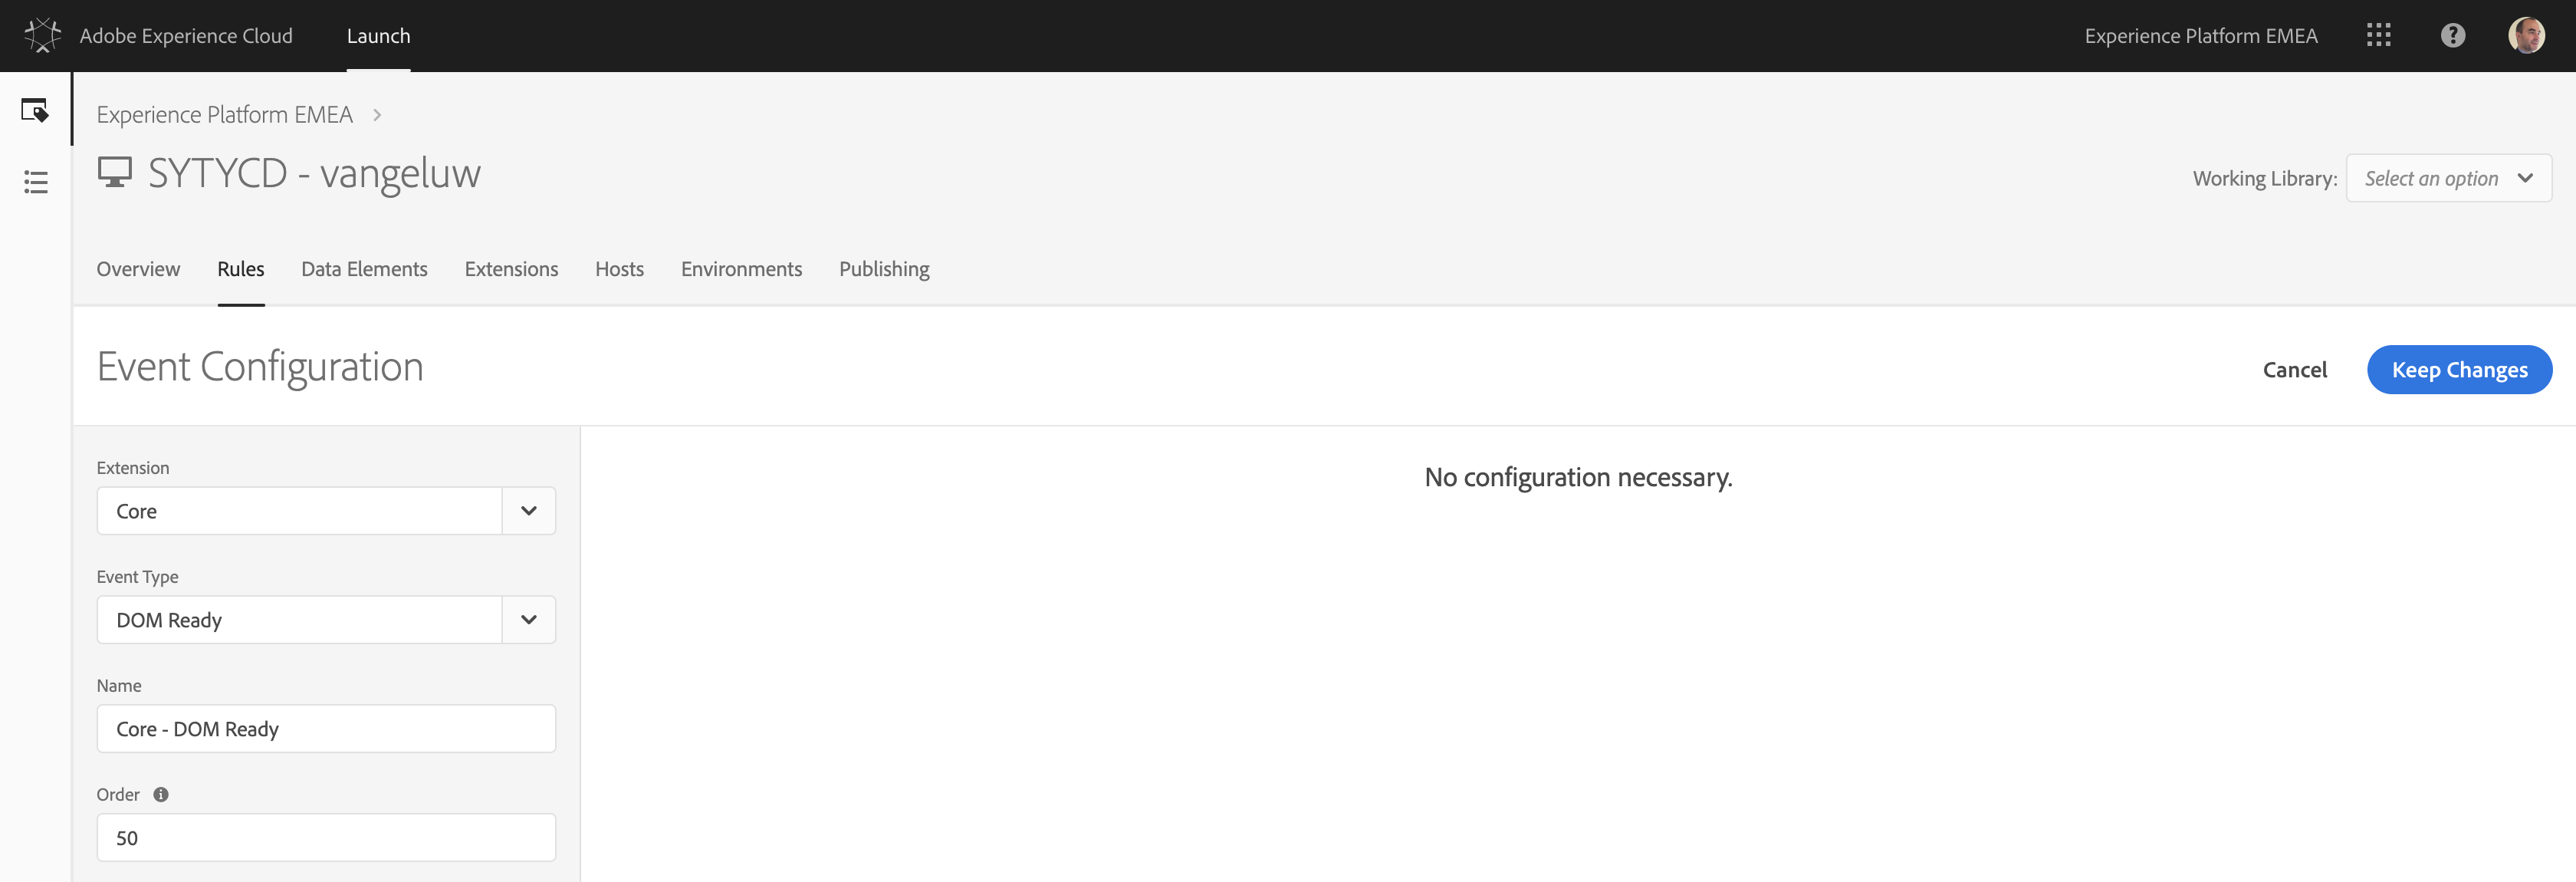 Adobe Experience Cloud Launch Experience Platform EMEA ?
Experience Platform EMEA >
SYTYCD - vangeluw
Working Library: Select an option
Overview Rules Data Elements Extensions Hosts Environments Publishing
Event Configuration
Cancel Keep Changes
Extension
Core
No configuration necessary.
Event Type
DOM Ready
Name
Core - DOM Ready
Order i
50